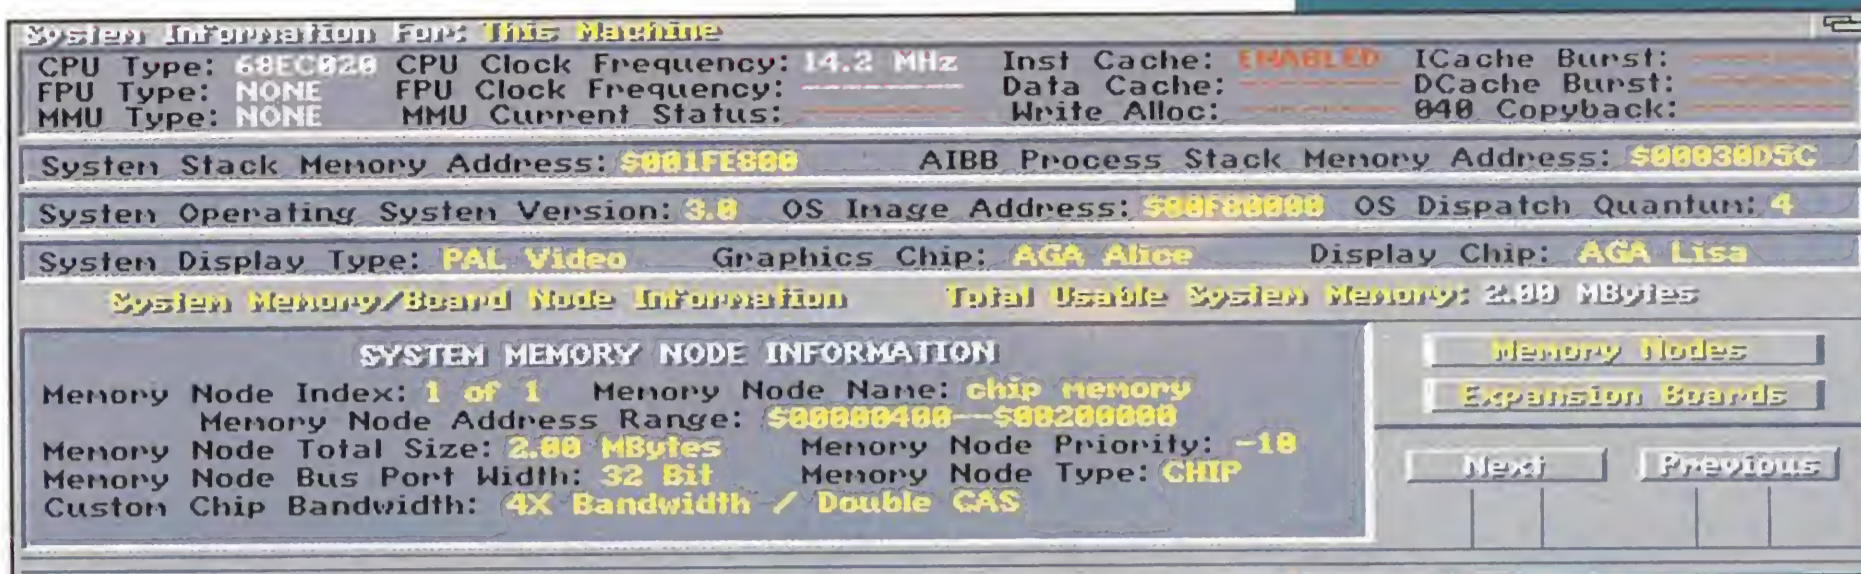 System Information For: This Machine
CPU Type: 68EC020 CPU Clock Frequency: 14.2 MHz Inst Cache: ENABLED ICache Burst: --------
FPU Type: NONE FPU Clock Frequency: -------- Data Cache: -------- DCache Burst: --------
MMU Type: NONE MMU Current Status: -------- Write Alloc: -------- 040 Copyback: --------
System Stack Memory Address: $001FE800 AIBB Process Stack Memory Address: $00030D5C
System Operating System Version: 3.0 OS Image Address: $00F80000 OS Dispatch Quantum: 4
System Display Type: PAL Video Graphics Chip: AGA Alice Display Chip: AGA Lisa
System Memory/Board Node Information Total Usable System Memory: 2.00 MBytes
SYSTEM MEMORY NODE INFORMATION
Memory Node Index: 1 of 1 Memory Node Name: chip memory
Memory Node Address Range: $00000400--$00200000
Memory Node Total Size: 2.00 MBytes Memory Node Priority: -10
Memory Node Bus Port Width: 32 Bit Memory Node Type: CHIP
Custom Chip Bandwidth: 4X Bandwidth / Double CAS
Memory Nodes
Expansion Boards
Next Previous